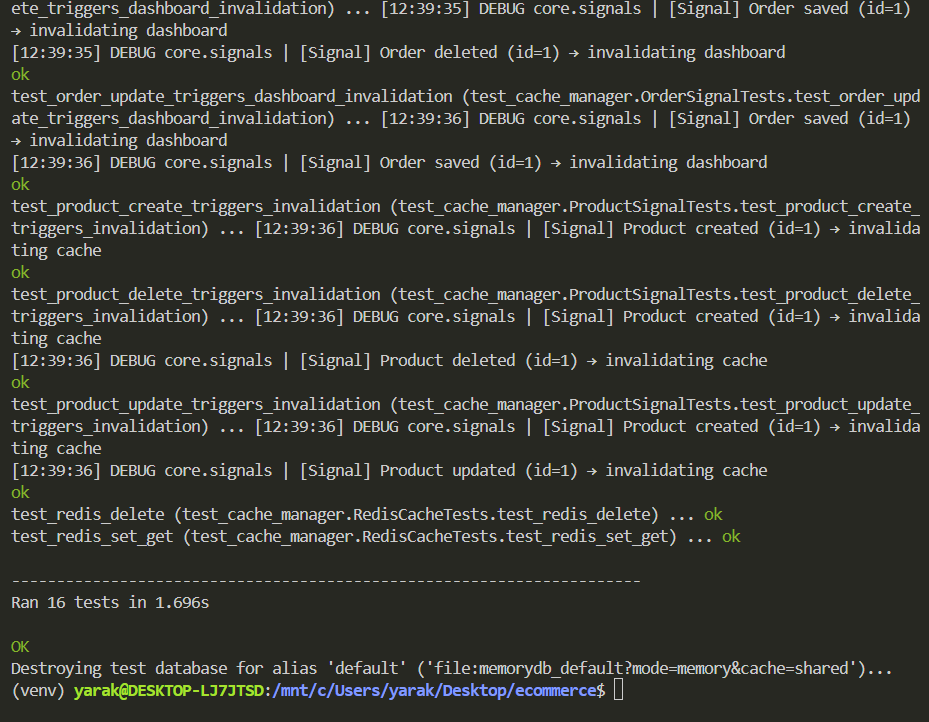 ete_triggers_dashboard_invalidation) ... [12:39:35] DEBUG core.signals | [Signal] Order saved (id=1)
→ invalidating dashboard
[12:39:35] DEBUG core.signals | [Signal] Order deleted (id=1) → invalidating dashboard
ok
test_order_update_triggers_dashboard_invalidation (test_cache_manager.OrderSignalTests.test_order_upd
ate_triggers_dashboard_invalidation) ... [12:39:36] DEBUG core.signals | [Signal] Order saved (id=1)
→ invalidating dashboard
[12:39:36] DEBUG core.signals | [Signal] Order saved (id=1) → invalidating dashboard
ok
test_product_create_triggers_invalidation (test_cache_manager.ProductSignalTests.test_product_create_
triggers_invalidation) ... [12:39:36] DEBUG core.signals | [Signal] Product created (id=1) → invalida
ting cache
ok
test_product_delete_triggers_invalidation (test_cache_manager.ProductSignalTests.test_product_delete_
triggers_invalidation) ... [12:39:36] DEBUG core.signals | [Signal] Product created (id=1) → invalida
ting cache
[12:39:36] DEBUG core.signals | [Signal] Product deleted (id=1) → invalidating cache
ok
test_product_update_triggers_invalidation (test_cache_manager.ProductSignalTests.test_product_update_
triggers_invalidation) ... [12:39:36] DEBUG core.signals | [Signal] Product created (id=1) → invalida
ting cache
[12:39:36] DEBUG core.signals | [Signal] Product updated (id=1) → invalidating cache
ok
test_redis_delete (test_cache_manager.RedisCacheTests.test_redis_delete) ... ok
test_redis_set_get (test_cache_manager.RedisCacheTests.test_redis_set_get) ... ok
----------------------------------------------------------------------
Ran 16 tests in 1.696s
OK
Destroying test database for alias 'default' ('file:memorydb_default?mode=memory&cache=shared')...
(venv) yarak@DESKTOP-LJ7JTSD:/mnt/c/Users/yarak/Desktop/ecommerce$